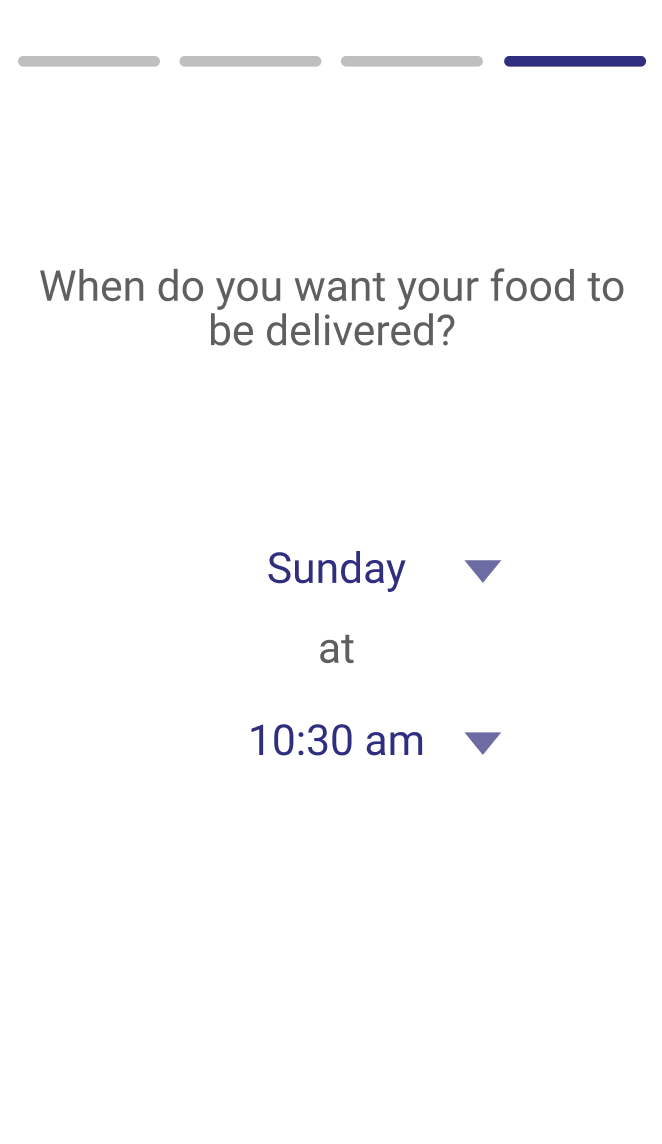 When do you want your food to
be delivered?
Sunday
at
10:30 am